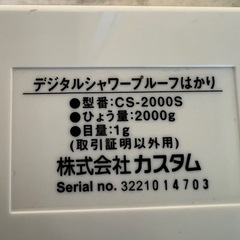 デジタルシャワープルーフはかり
●型番:CS-2000S
●ひょう量:2000g
●目量:1g
(取引証明以外用)
株式会社 カスタム
Serial no. 3221014703